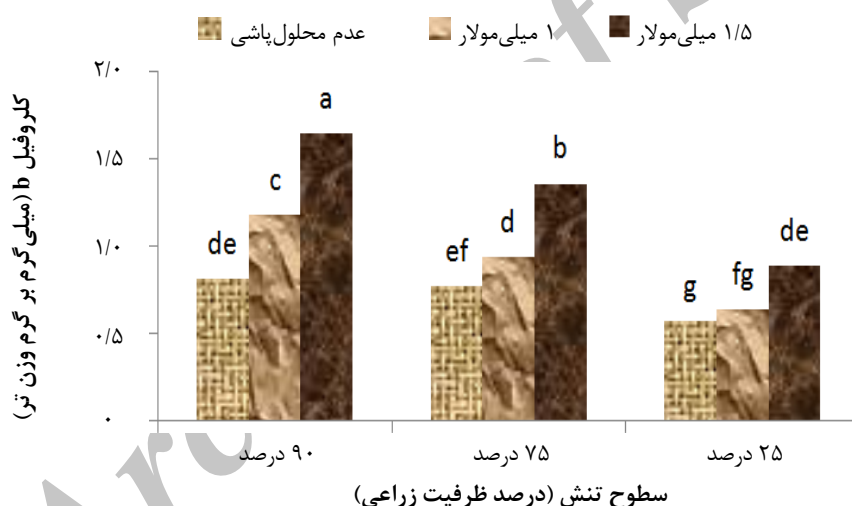 ۱/۵ میلی‌مولار ۱ میلی‌مولار عدم محلول‌پاشی
کلروفیل b (میلی‌گرم بر گرم وزن تر)
۲/۰
۱/۵
۱/۰
۰/۵
۰
de c a
ef d b
g fg de
۹۰ درصد ۷۵ درصد ۲۵ درصد
سطوح تنش (درصد ظرفیت زراعی)